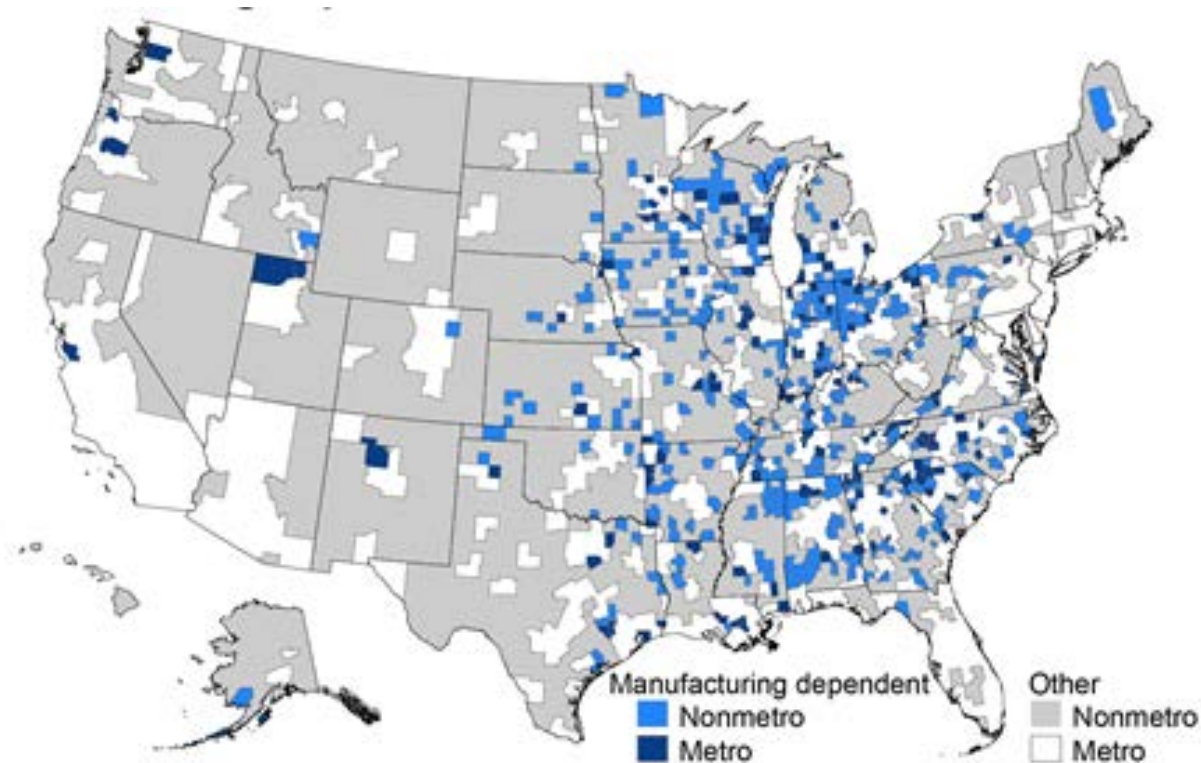 Manufacturing dependent
Nonmetro
Metro
Other
Nonmetro
Metro